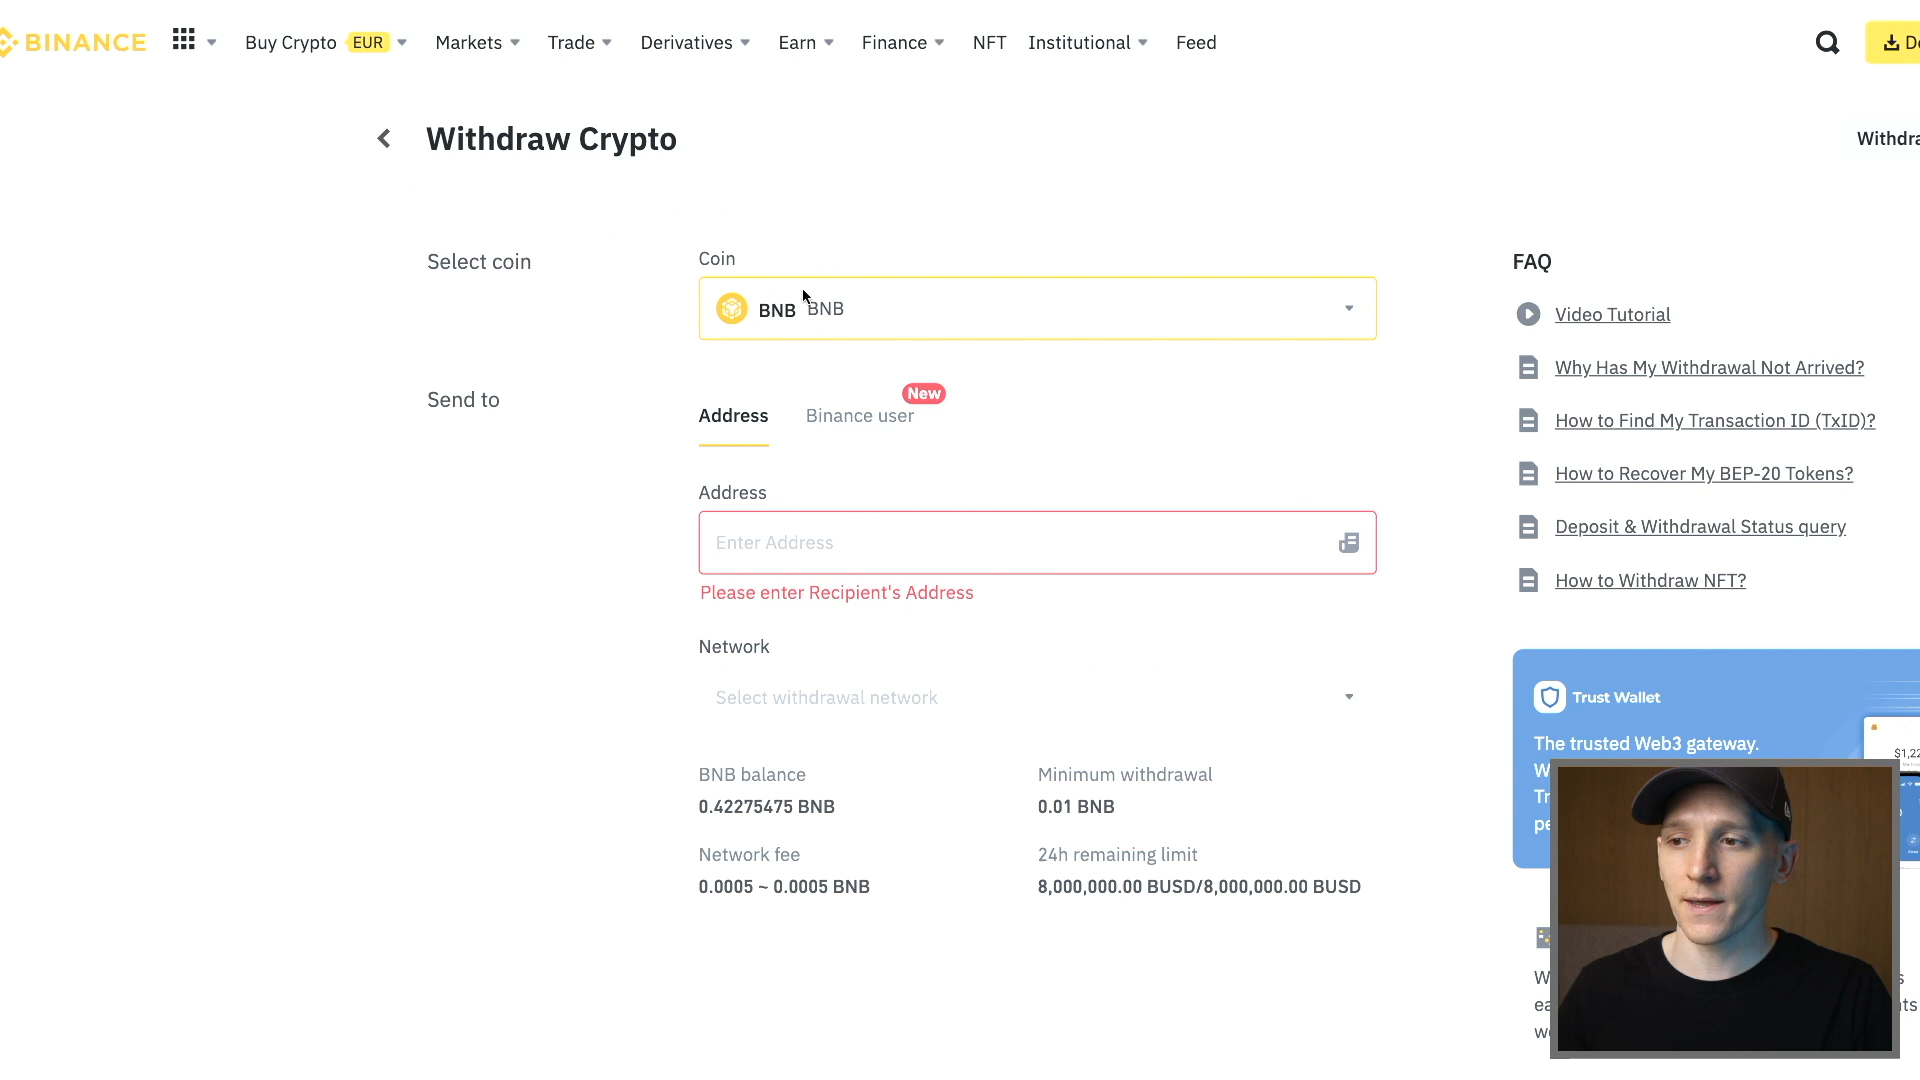 BINANCE
Buy Crypto EUR Markets Trade Derivatives Earn Finance NFT Institutional Feed
Withdraw Crypto
Select coin
Coin
BNB BNB
FAQ
Video Tutorial
Why Has My Withdrawal Not Arrived?
Send to
New
Address Binance user
How to Find My Transaction ID (TxID)?
How to Recover My BEP-20 Tokens?
Address
Enter Address
Deposit & Withdrawal Status query
Please enter Recipient's Address
How to Withdraw NFT?
Network
Select withdrawal network
Trust Wallet
The trusted Web3 gateway.
BNB balance
0.42275475 BNB
Minimum withdrawal
0.01 BNB
Network fee
0.0005 ~ 0.0005 BNB
24h remaining limit
8,000,000.00 BUSD/8,000,000.00 BUSD